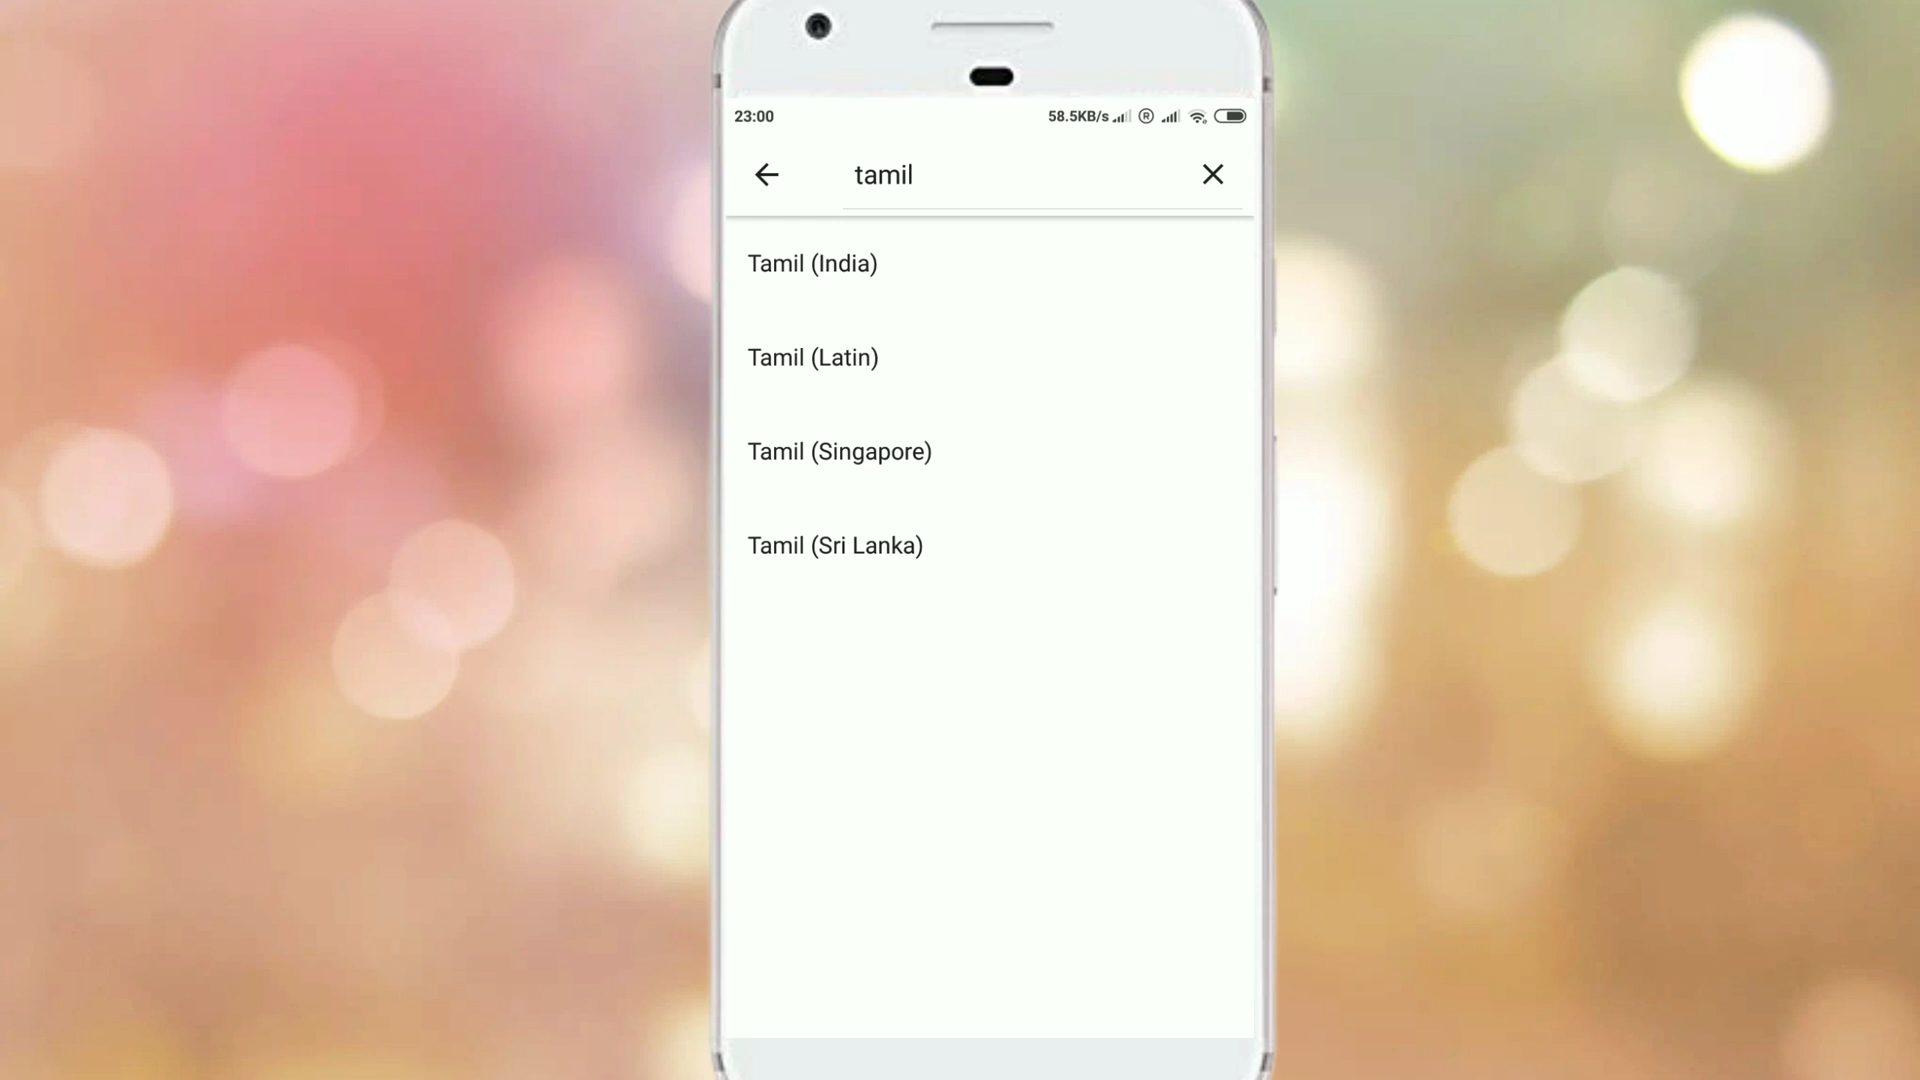 23:00 58.5KB/s R
tamil
Tamil (India)
Tamil (Latin)
Tamil (Singapore)
Tamil (Sri Lanka)